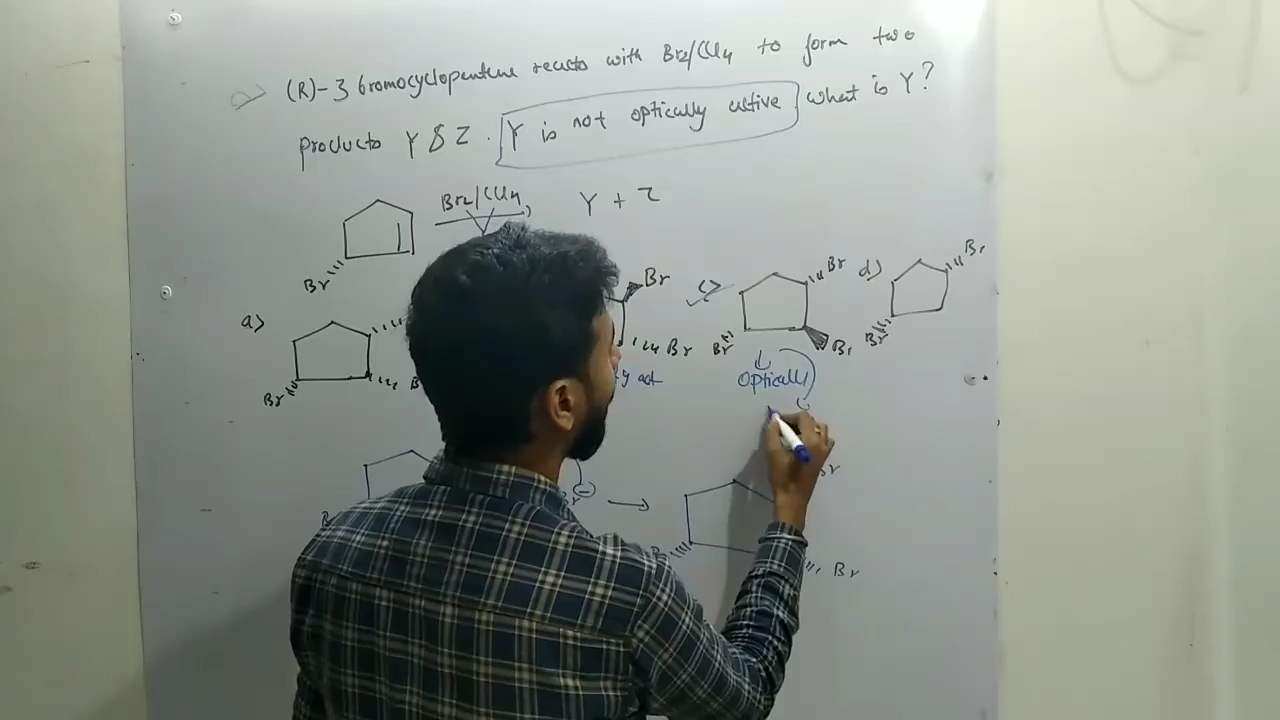 (R)-3 bromocyclopentene reacts with Br2/CCl4 to form two
products Y & Z. Y is not optically active what is Y?
Br2/CCl4
Y + Z
Br
a)
Br
Br
Br
c)
Br
Br
Br
d)
Br
Br
y act
Optically
Br
Br